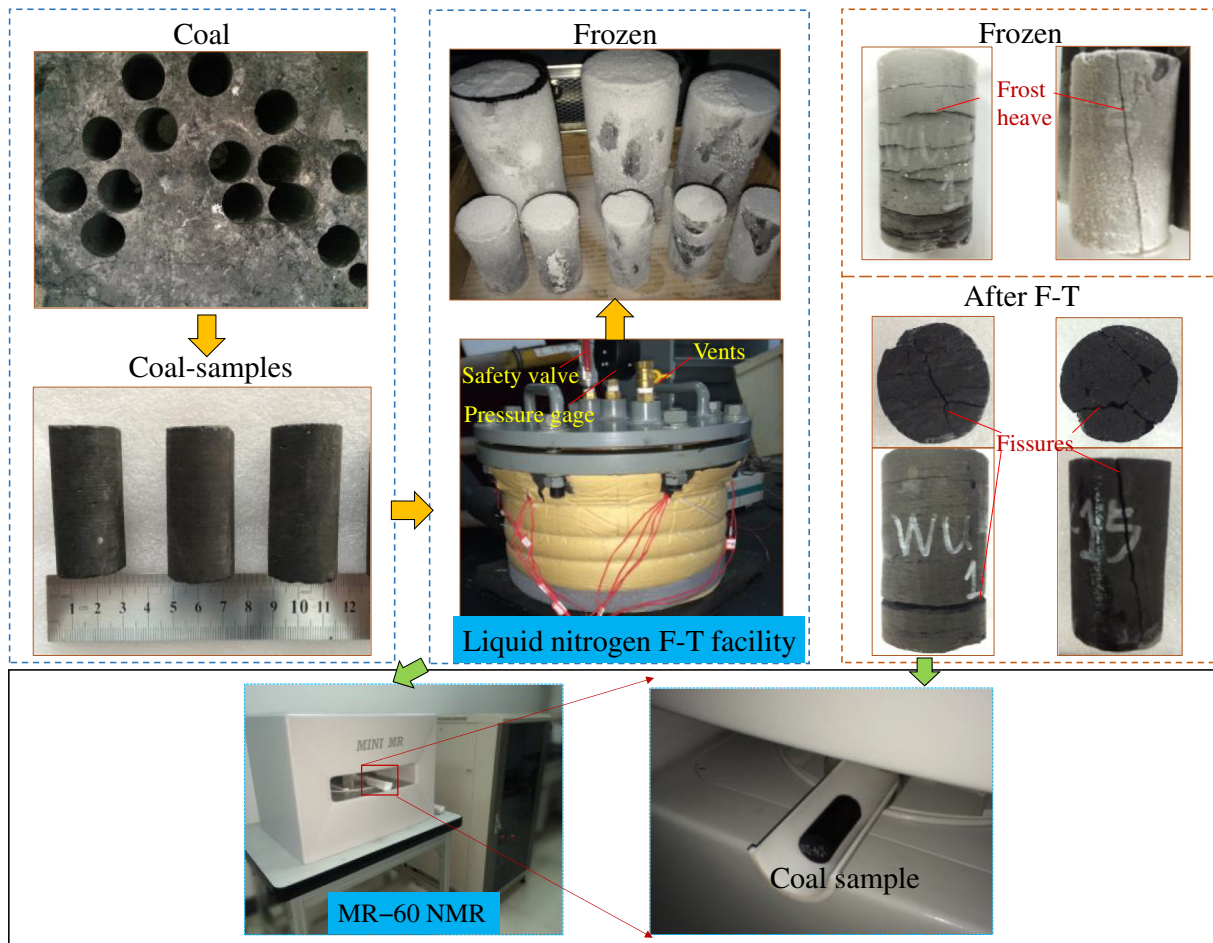 Coal
Coal-samples
1 cm 2 3 4 5 6 7 8 9 10 11 12
Frozen
Safety valve
Vents
Pressure gage
Liquid nitrogen F-T facility
Frozen
Frost
heave
After F-T
Fissures
WU
1
15
MINI MR
MR−60 NMR
Coal sample